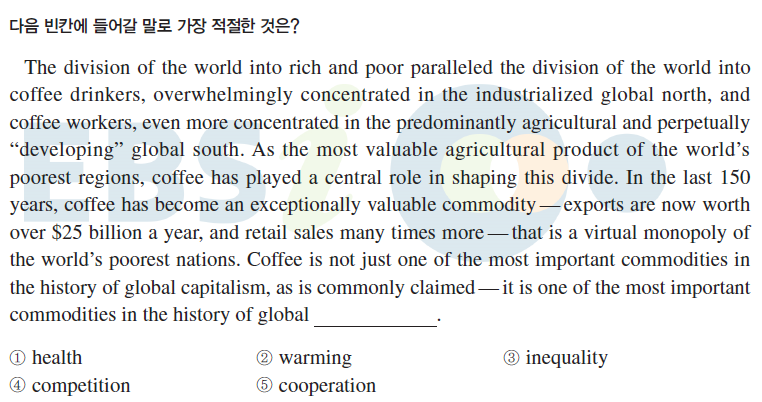 다음 빈칸에 들어갈 말로 가장 적절한 것은?
The division of the world into rich and poor paralleled the division of the world into
coffee drinkers, overwhelmingly concentrated in the industrialized global north, and
coffee workers, even more concentrated in the predominantly agricultural and perpetually
“developing” global south. As the most valuable agricultural product of the world’s
poorest regions, coffee has played a central role in shaping this divide. In the last 150
years, coffee has become an exceptionally valuable commodity—exports are now worth
over $25 billion a year, and retail sales many times more—that is a virtual monopoly of
the world’s poorest nations. Coffee is not just one of the most important commodities in
the history of global capitalism, as is commonly claimed—it is one of the most important
commodities in the history of global ____________.
① health ② warming ③ inequality
④ competition ⑤ cooperation
EBSi